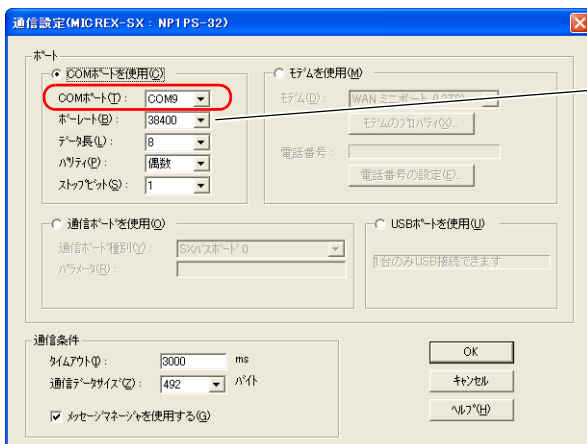 通信設定(MICREX-SX : NP1PS-32)
ポート
COMポートを使用(C)
COMポート(T) : COM9
ボーレート(B) : 38400
データ長(L) : 8
パリティ(P) : 偶数
ストップビット(S) : 1
モデムを使用(M)
モデム(D) : WAN ミニポート (L2TP)
モデムのプロパティ(X)...
電話番号 :
電話番号の設定(E)...
通信ボードを使用(O)
通信ボード種別(V) : SXバスボード 0
パラメータ(R) :
USBポートを使用(U)
1台のみUSB接続できます
通信条件
タイムアウト(I) : 3000 ms
通信データサイズ(Z) : 492 バイト
メッセージマネージャを使用する(G)
OK
キャンセル
ヘルプ(H)